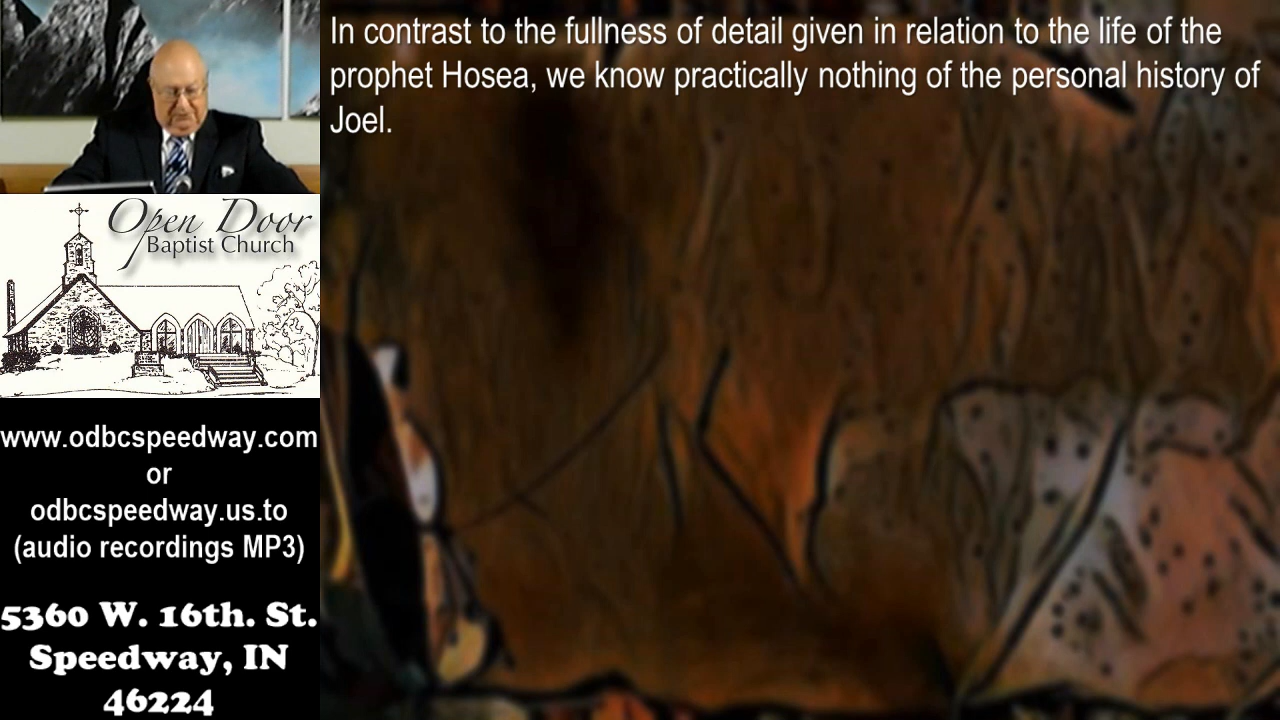 In contrast to the fullness of detail given in relation to the life of the
prophet Hosea, we know practically nothing of the personal history of
Joel.
Open Door
Baptist Church
www.odbcspeedway.com
or
odbcspeedway.us.to
(audio recordings MP3)
5360 W. 16th. St.
Speedway, IN
46224